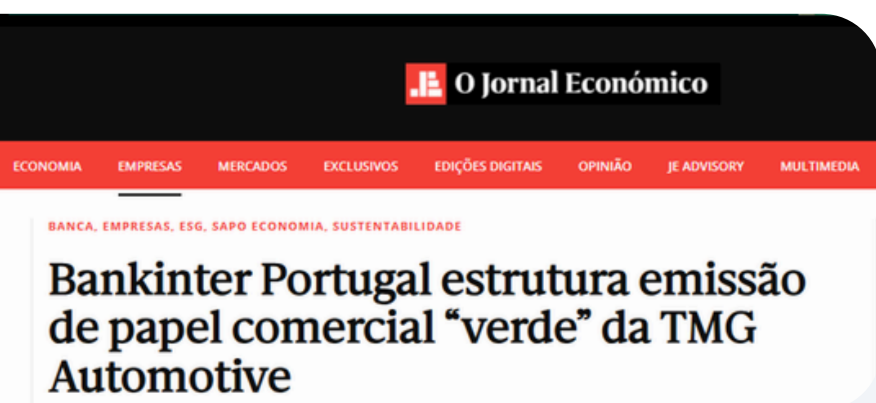 O Jornal Económico
ECONOMIA EMPRESAS MERCADOS EXCLUSIVOS EDIÇÕES DIGITAIS OPINIÃO JE ADVISORY MULTIMEDIA
BANCA, EMPRESAS, ESG, SAPO ECONOMIA, SUSTENTABILIDADE
Bankinter Portugal estrutura emissão
de papel comercial “verde” da TMG
Automotive